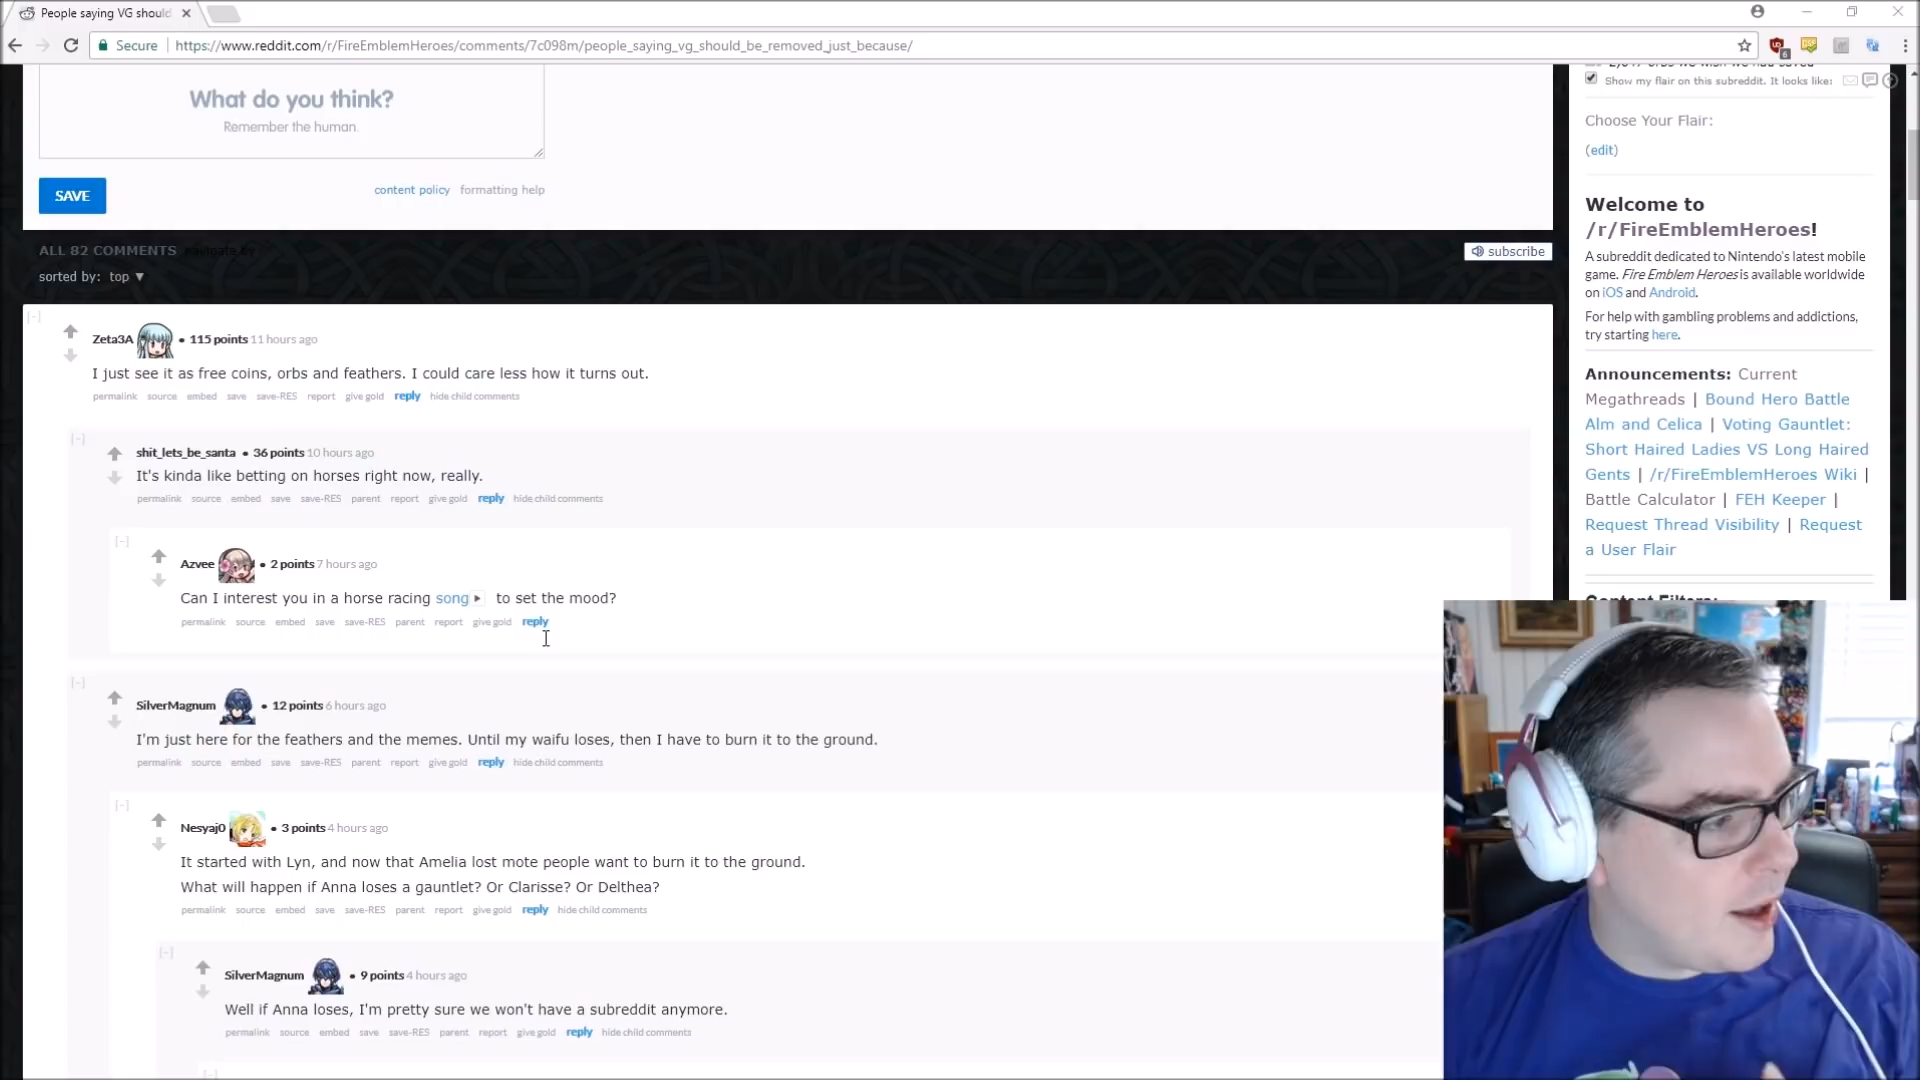 People saying VG should
Secure https://www.reddit.com/r/FireEmblemHeroes/comments/7c098m/people_saying_vg_should_be_removed_just_because/
6
What do you think?
Remember the human.
SAVE
content policy formatting help
ALL 82 COMMENTS navigate by
subscribe
sorted by: top ▼
[-]
Zeta3A • 115 points 11 hours ago
I just see it as free coins, orbs and feathers. I could care less how it turns out.
permalink source embed save save-RES report give gold reply hide child comments
[-]
shit_lets_be_santa • 36 points 10 hours ago
It's kinda like betting on horses right now, really.
permalink source embed save save-RES parent report give gold reply hide child comments
[-]
Azvee • 2 points 7 hours ago
Can I interest you in a horse racing song to set the mood?
permalink source embed save save-RES parent report give gold reply
[-]
SilverMagnum • 12 points 6 hours ago
I'm just here for the feathers and the memes. Until my waifu loses, then I have to burn it to the ground.
permalink source embed save save-RES parent report give gold reply hide child comments
[-]
Nesyaj0 • 3 points 4 hours ago
It started with Lyn, and now that Amelia lost mote people want to burn it to the ground.
What will happen if Anna loses a gauntlet? Or Clarisse? Or Delthea?
permalink source embed save save-RES parent report give gold reply hide child comments
[-]
SilverMagnum • 9 points 4 hours ago
Well if Anna loses, I'm pretty sure we won't have a subreddit anymore.
permalink source embed save save-RES parent report give gold reply hide child comments
[-]
Show my flair on this subreddit. It looks like:
Choose Your Flair:
(edit)
Welcome to
/r/FireEmblemHeroes!
A subreddit dedicated to Nintendo's latest mobile
game. Fire Emblem Heroes is available worldwide
on iOS and Android.
For help with gambling problems and addictions,
try starting here.
Announcements: Current
Megathreads | Bound Hero Battle
Alm and Celica | Voting Gauntlet:
Short Haired Ladies VS Long Haired
Gents | /r/FireEmblemHeroes Wiki |
Battle Calculator | FEH Keeper |
Request Thread Visibility | Request
a User Flair
Content Filters: